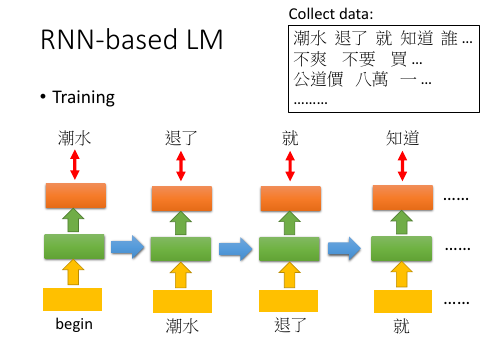 RNN-based LM
Collect data:
潮水 退了 就 知道 誰 ...
不爽 不要 買 ...
公道價 八萬 一 ...
………
• Training
潮水 退了 就 知道
……
……
……
begin 潮水 退了 就